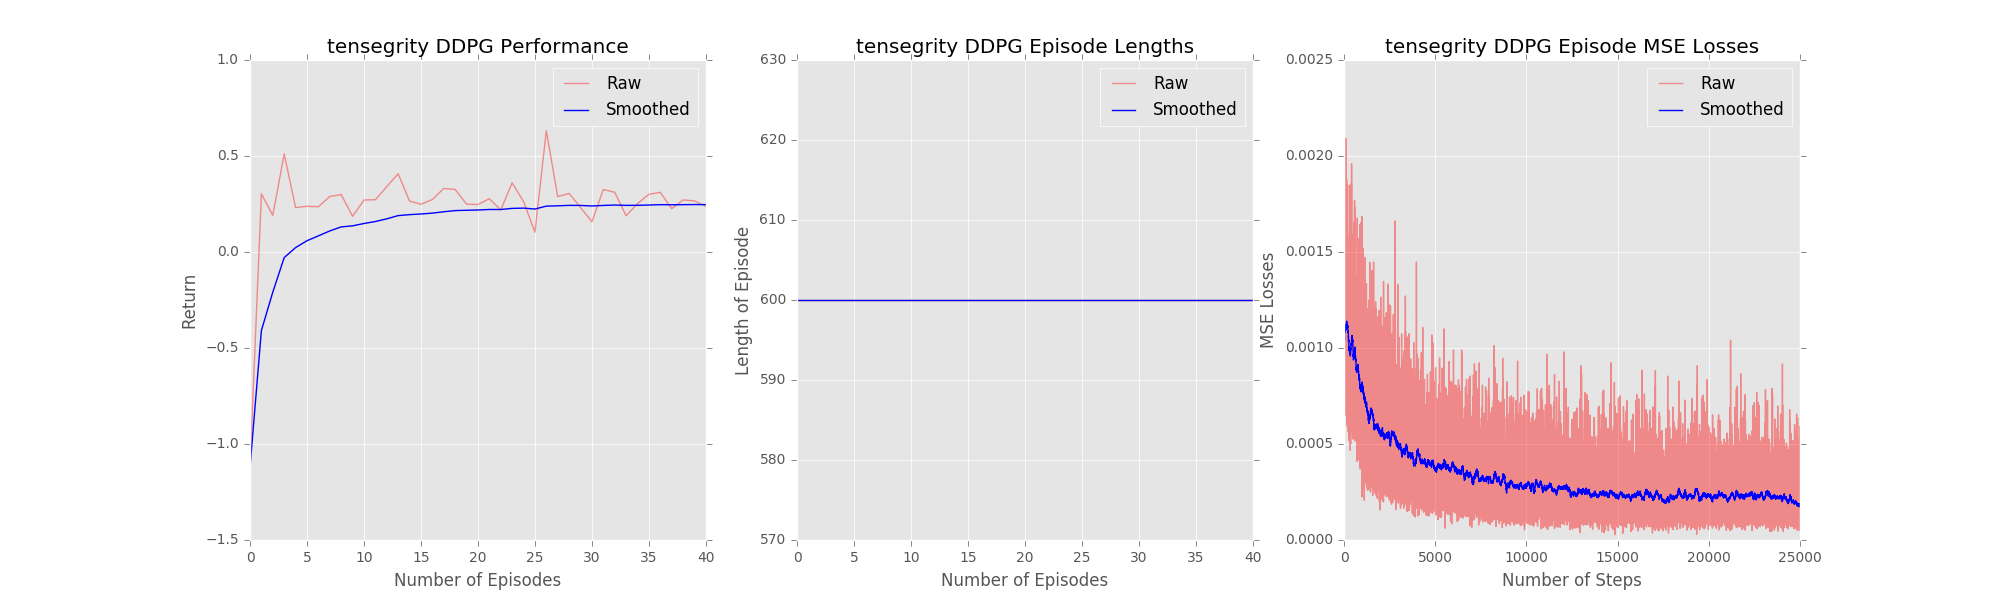 tensegrity DDPG Performance
Raw
Smoothed
1.0
0.5
0.0
−0.5
−1.0
−1.5
Return
0 5 10 15 20 25 30 35 40
Number of Episodes
tensegrity DDPG Episode Lengths
Raw
Smoothed
630
620
610
600
590
580
570
Length of Episode
0 5 10 15 20 25 30 35 40
Number of Episodes
tensegrity DDPG Episode MSE Losses
Raw
Smoothed
0.0025
0.0020
0.0015
0.0010
0.0005
0.0000
MSE Losses
0 5000 10000 15000 20000 25000
Number of Steps